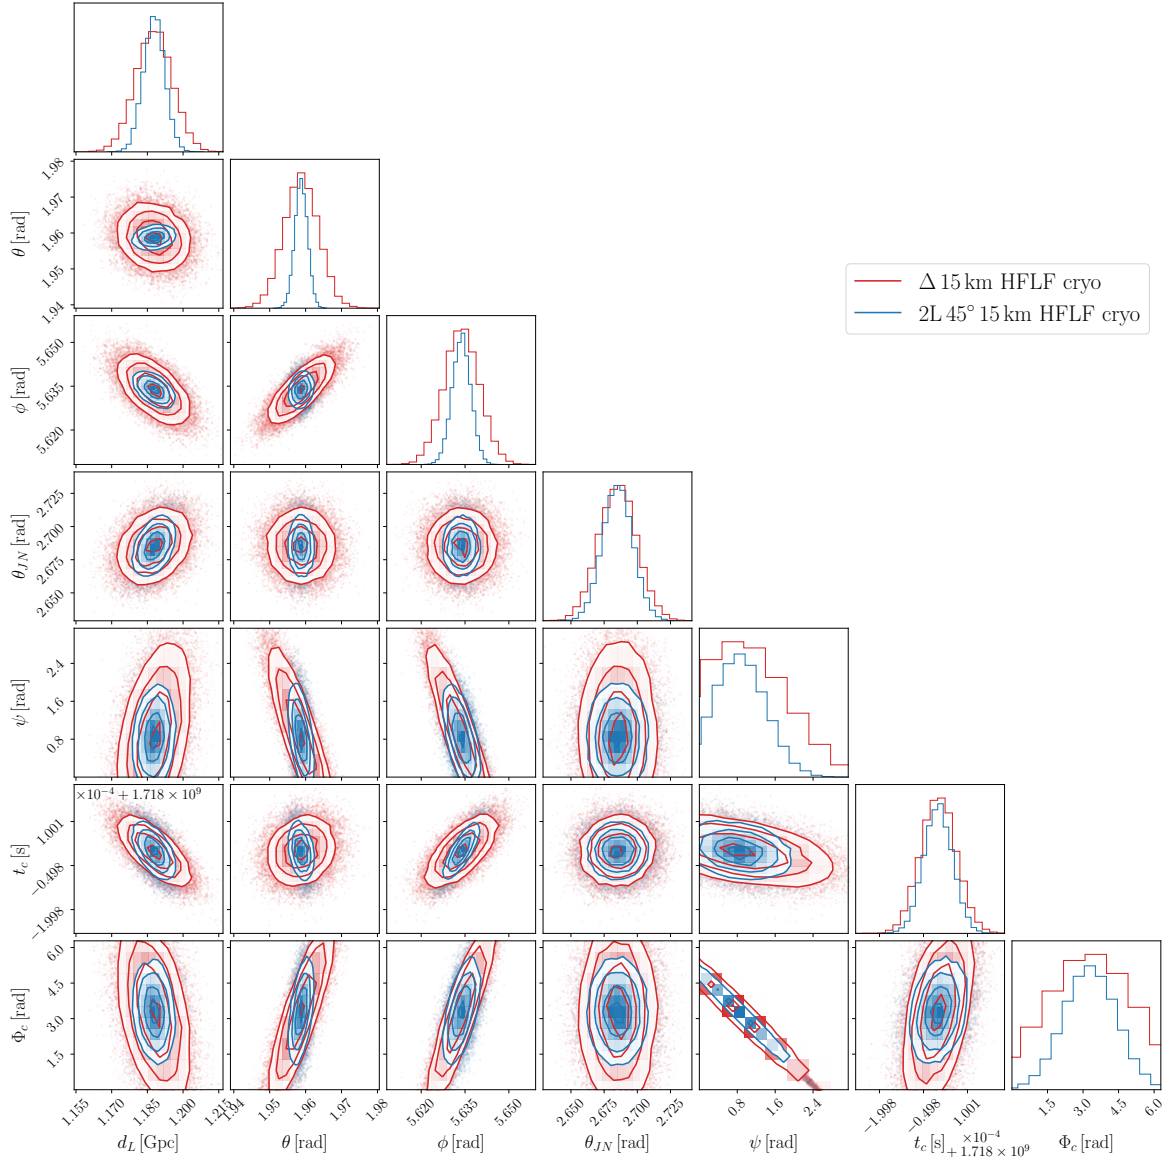 1.98
1.97
1.96
1.95
1.94
θ [rad]
Δ 15 km HFLF cryo
2L 45° 15 km HFLF cryo
5.650
5.635
5.620
ϕ [rad]
2.725
2.700
2.675
2.650
θ_JN [rad]
2.4
1.6
0.8
ψ [rad]
×10⁻⁴ + 1.718 × 10⁹
1.001
−0.498
−1.998
t_c [s]
6.0
4.5
3.0
1.5
Φ_c [rad]
1.155 1.170 1.185 1.200 1.215
1.94 1.95 1.96 1.97 1.98
5.620 5.635 5.650
2.650 2.675 2.700 2.725
0.8 1.6 2.4
−1.998 −0.498 1.001
1.5 3.0 4.5 6.0
d_L [Gpc] θ [rad] ϕ [rad] θ_JN [rad] ψ [rad] t_c [s] ×10⁻⁴ + 1.718 × 10⁹ Φ_c [rad]